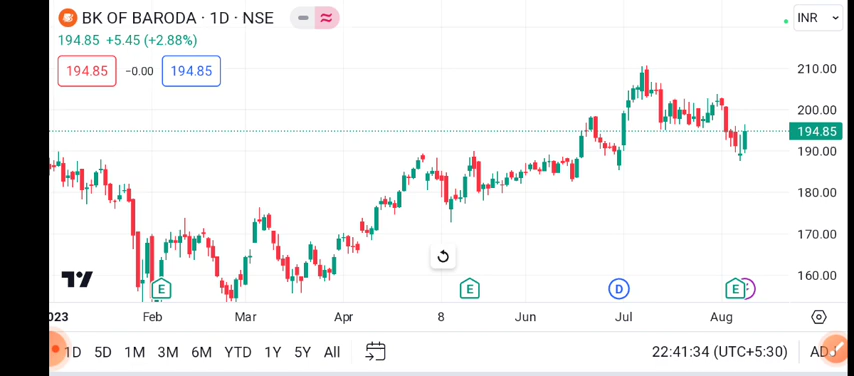 BK OF BARODA · 1D · NSE
INR
194.85 +5.45 (+2.88%)
194.85 −0.00 194.85
210.00
200.00
194.85
190.00
180.00
170.00
160.00
E E D E
2023 Feb Mar Apr 8 Jun Jul Aug
1D 5D 1M 3M 6M YTD 1Y 5Y All 22:41:34 (UTC+5:30)